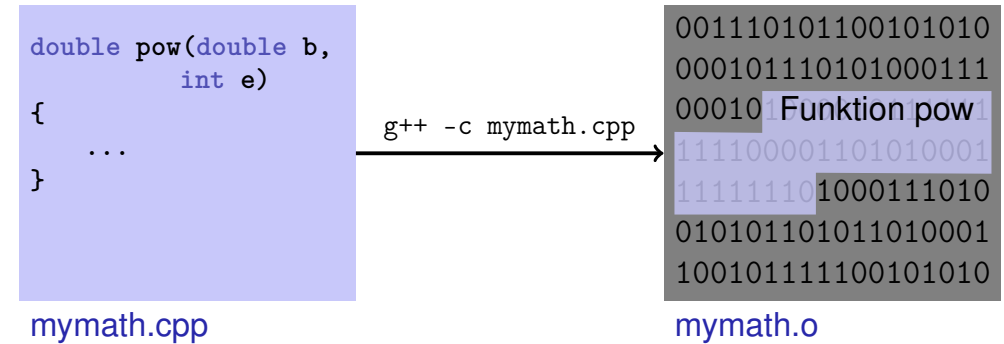 double pow(double b,
int e)
{
...
}
g++ -c mymath.cpp
001110101100101010
000101110101000111
00010 Funktion pow
111100001101010001
111111101000111010
010101101011010001
100101111100101010
mymath.cpp
mymath.o